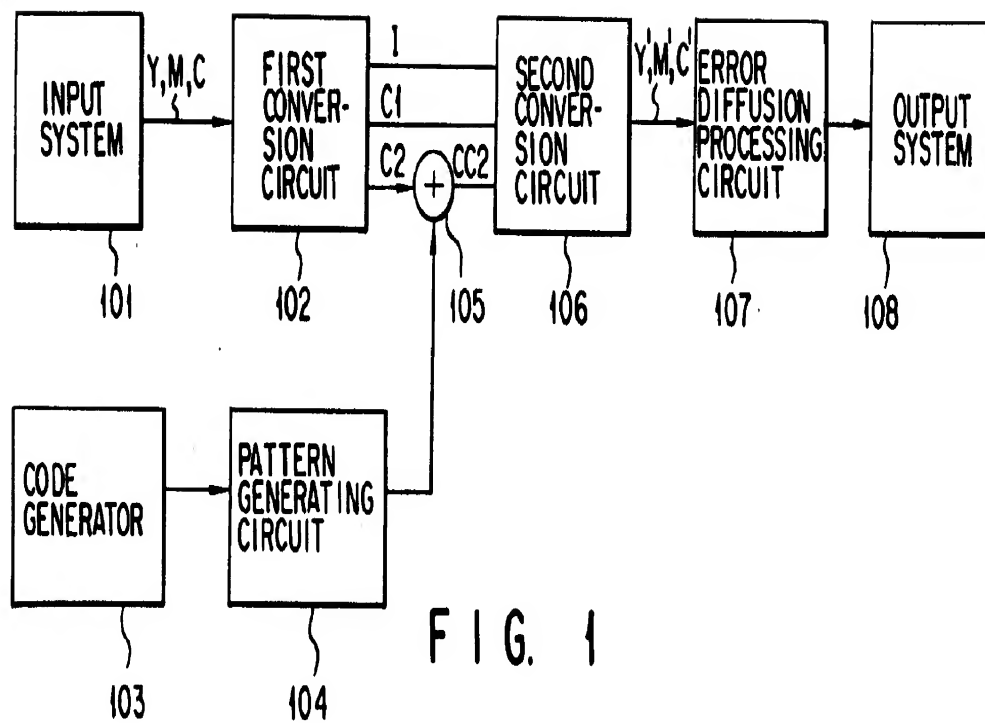 INPUT
SYSTEM
101
Y,M,C
FIRST
CONVER-
SION
CIRCUIT
102
I
C1
C2
+
105
CC2
SECOND
CONVER-
SION
CIRCUIT
106
Y',M',C'
ERROR
DIFFUSION
PROCESSING
CIRCUIT
107
OUTPUT
SYSTEM
108
CODE
GENERATOR
103
PATTERN
GENERATING
CIRCUIT
104
FIG. 1